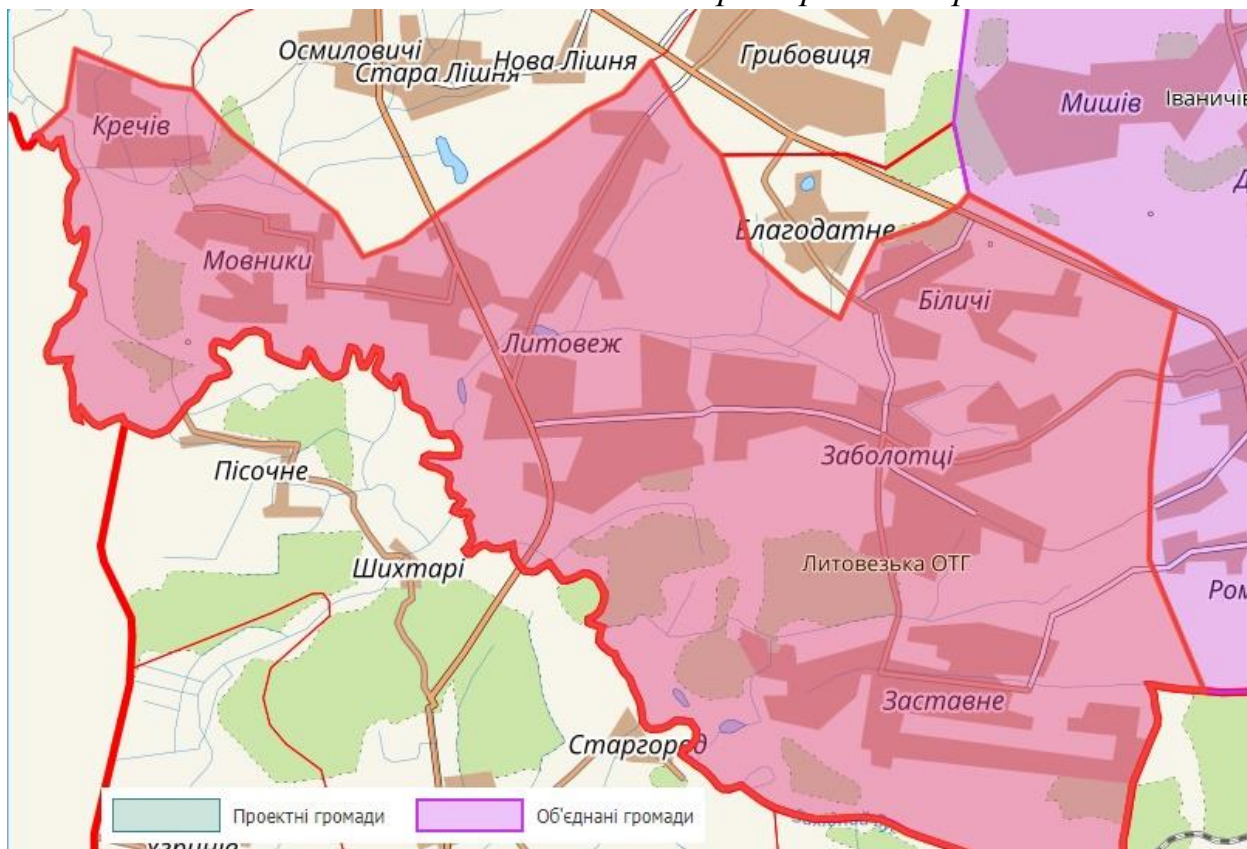 Осмиловичі
Стара Лішня
Нова Лішня
Грибовиця
Кречів
Мишів
Іваничів
Благодатне
Мовники
Біличі
Литовеж
Заболотці
Пісочне
Шихтарі
Литовезька ОТГ
Ром
Заставне
Старгород
Проектні громади
Об'єднані громади